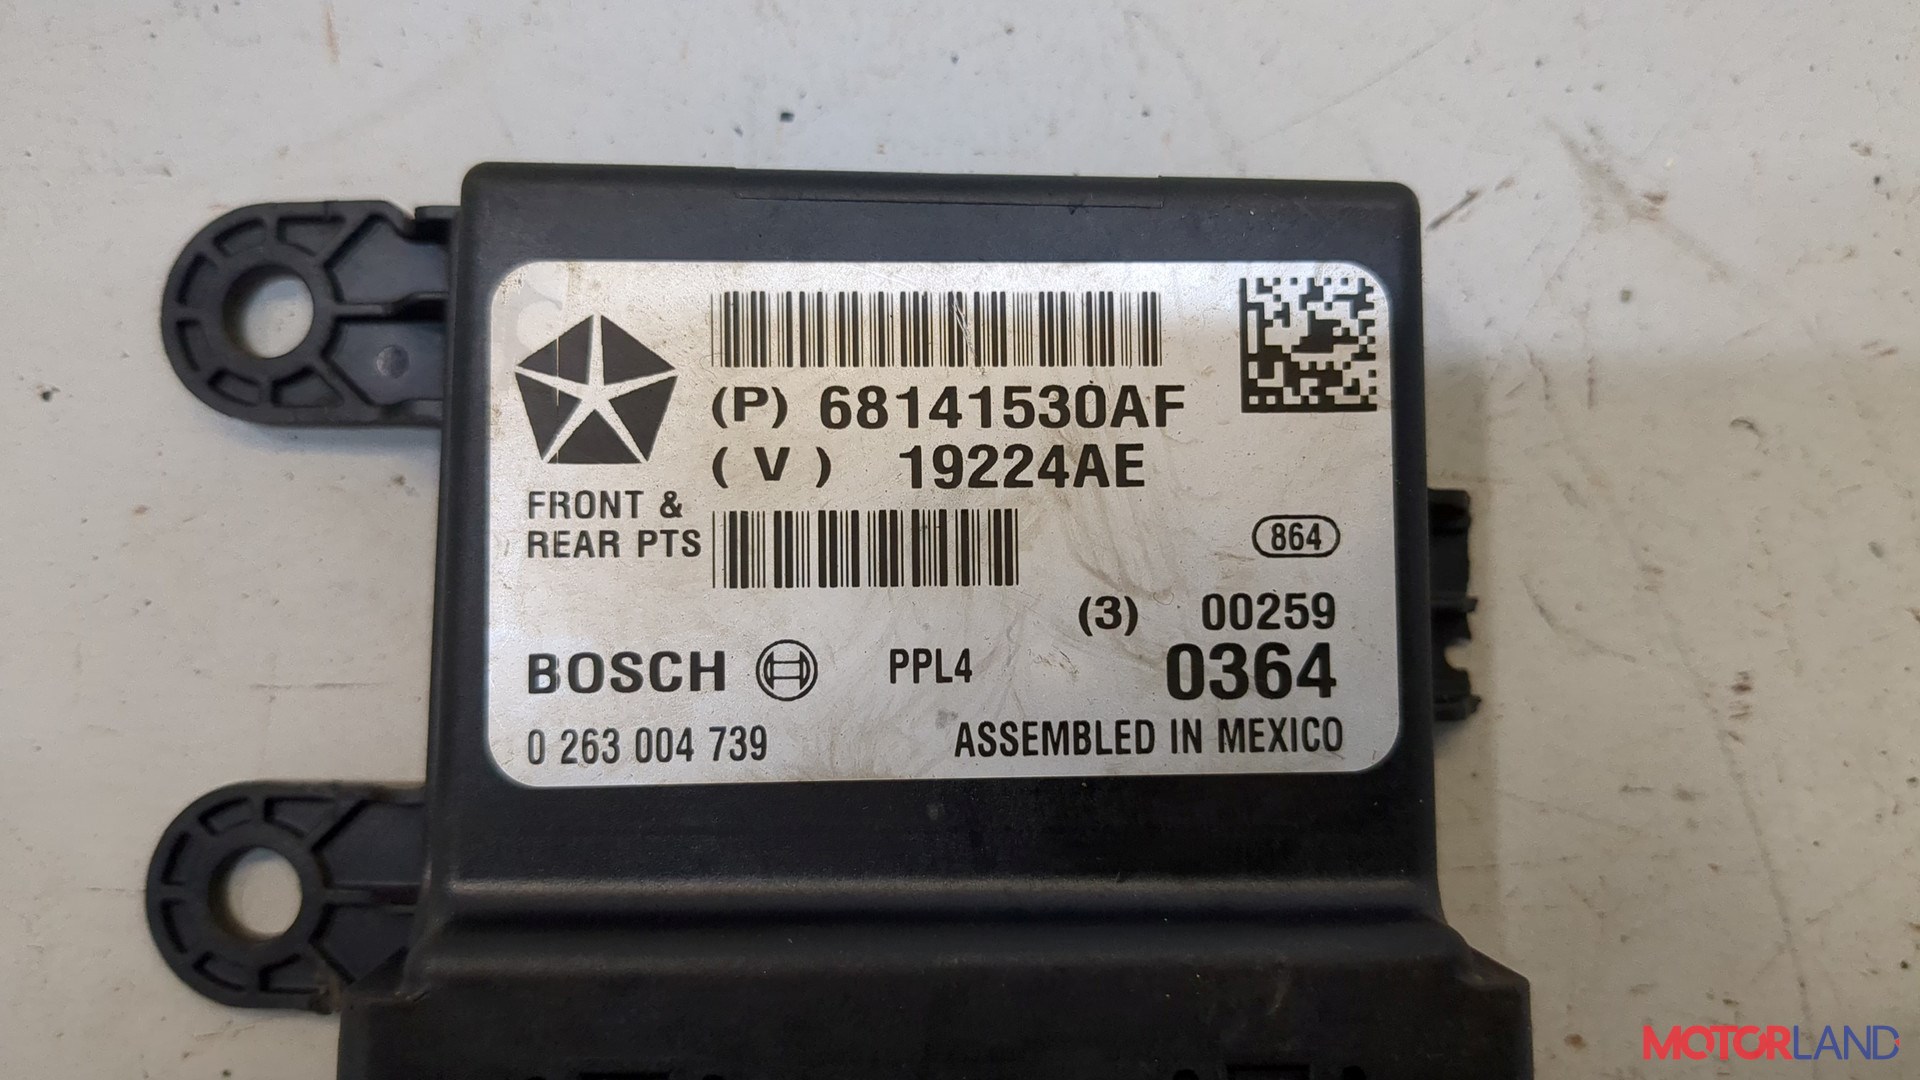 (P) 68141530AF
(V) 19224AE
FRONT &
REAR PTS
864
(3) 00259
BOSCH PPL4 0364
0 263 004 739 ASSEMBLED IN MEXICO
MOTORLAND